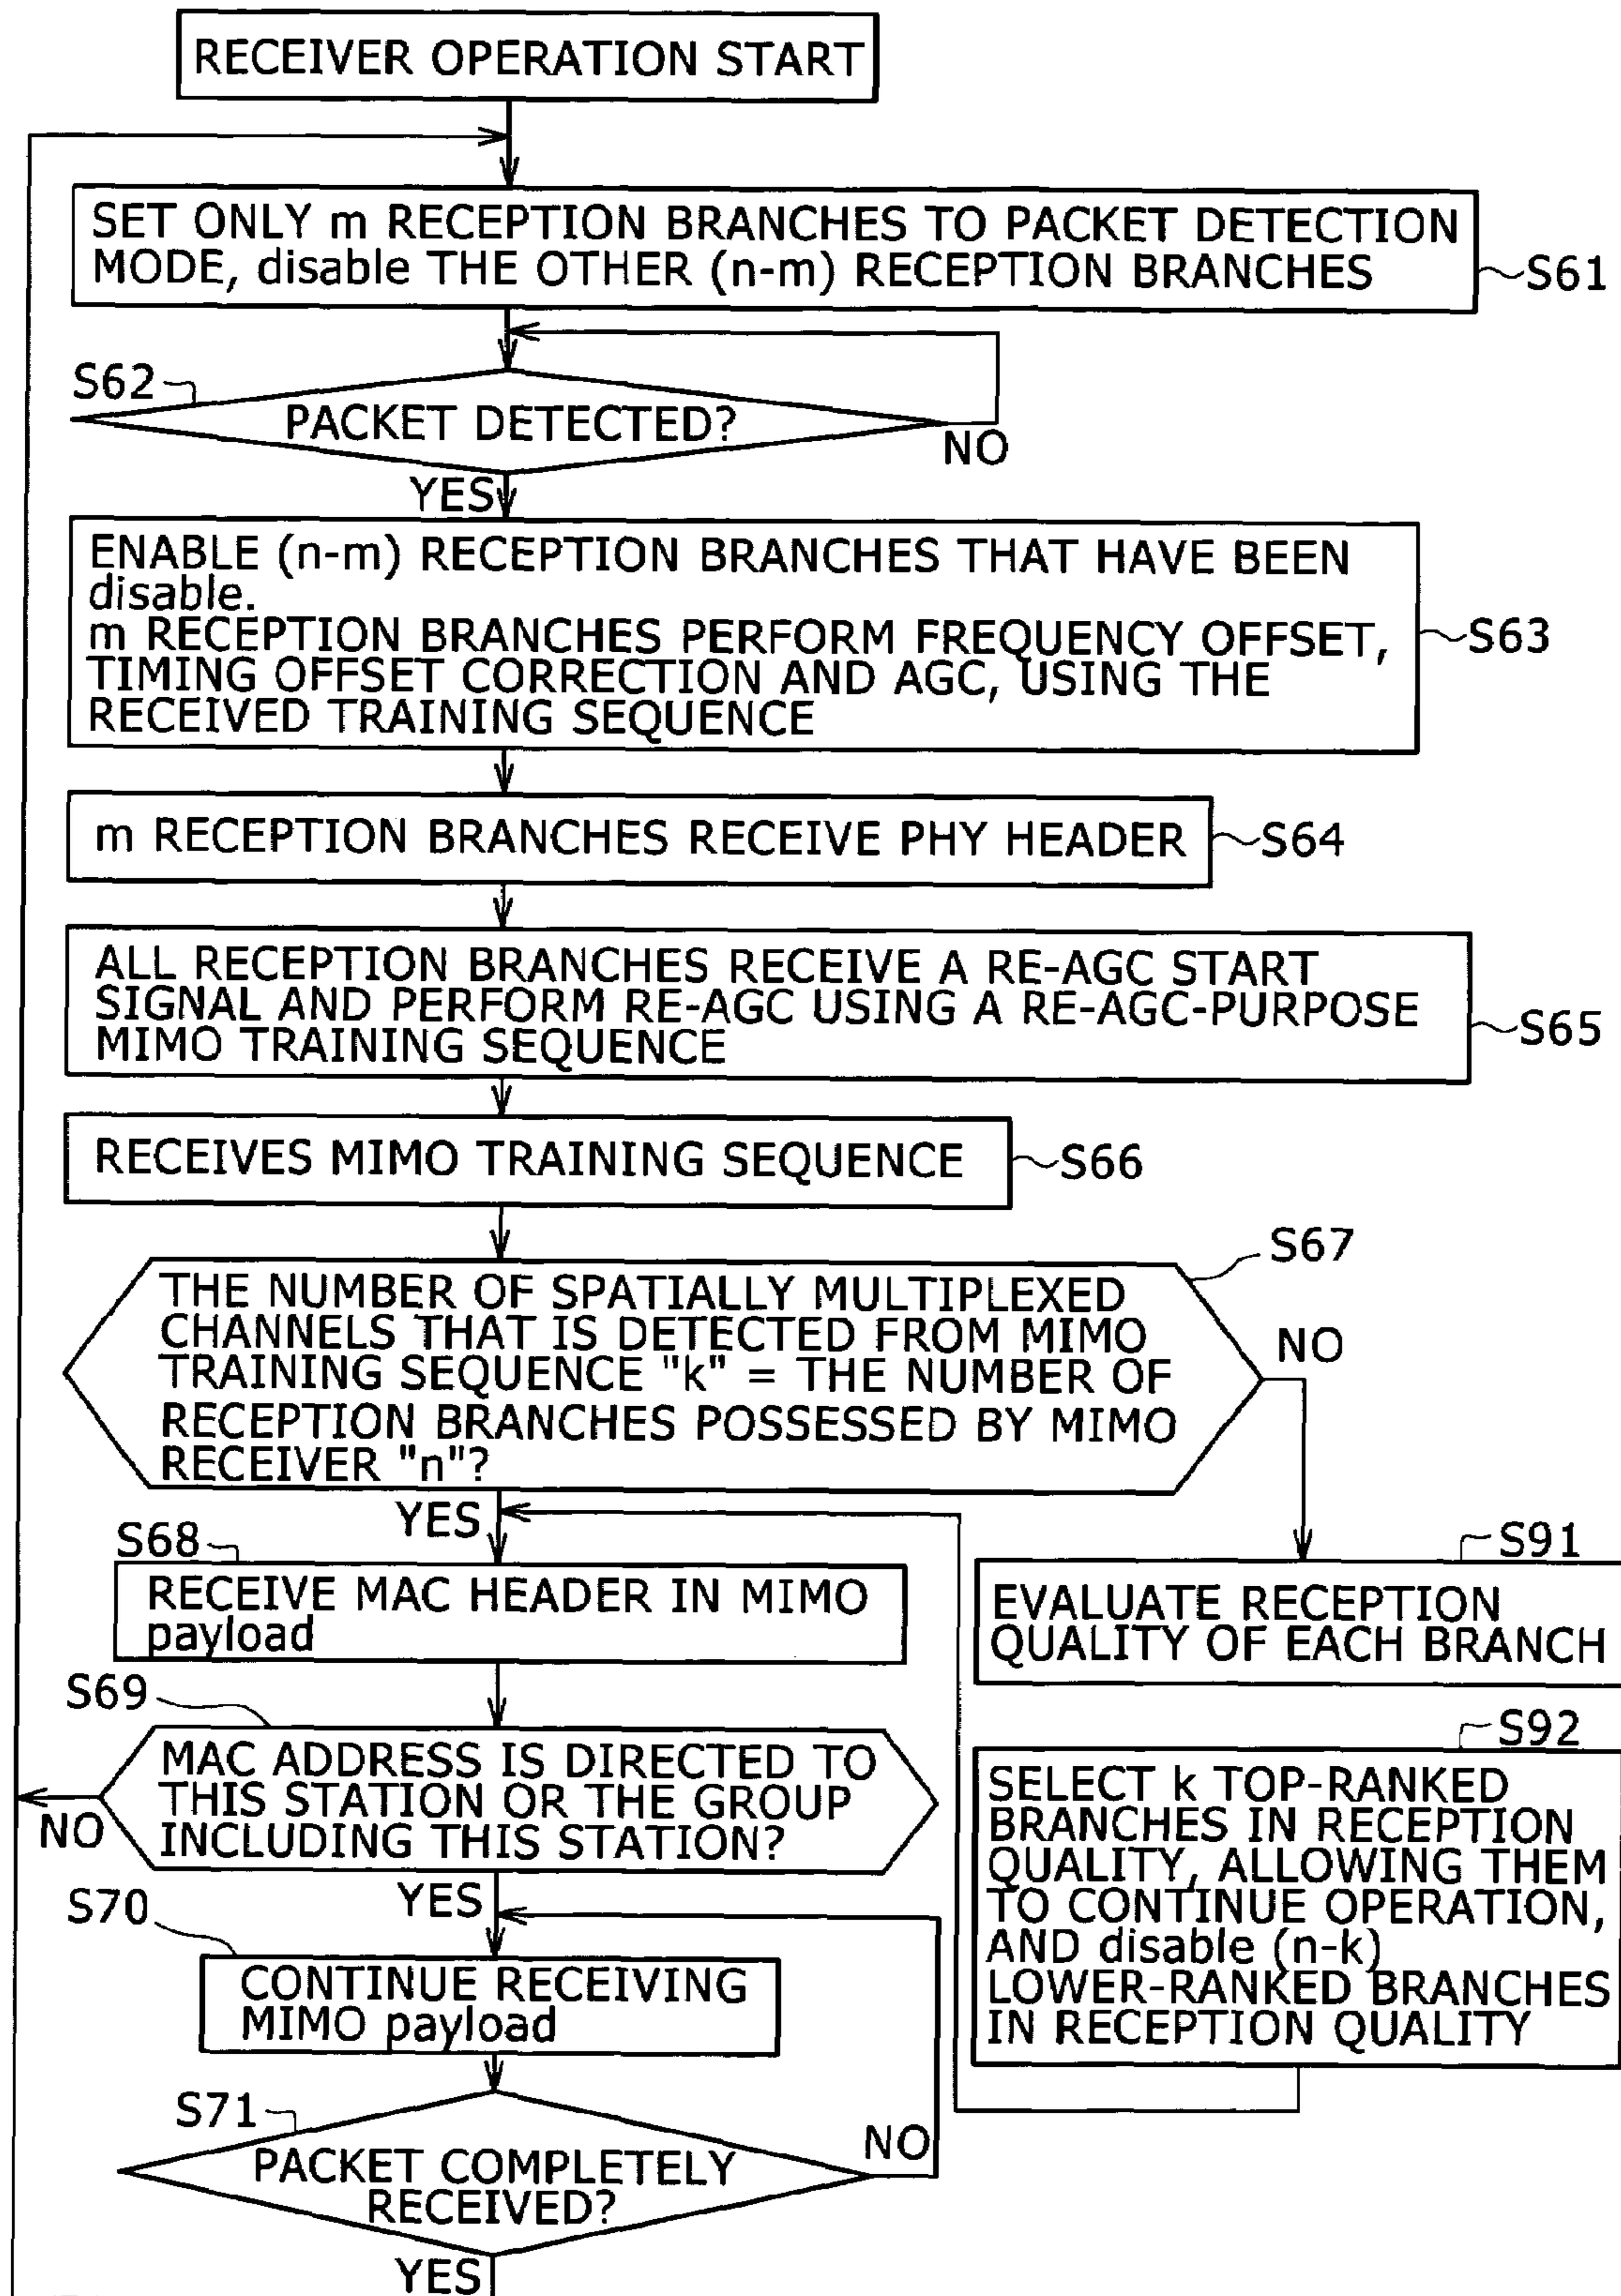 RECEIVER OPERATION START
SET ONLY m RECEPTION BRANCHES TO PACKET DETECTION
MODE, disable THE OTHER (n-m) RECEPTION BRANCHES
S61
S62
PACKET DETECTED?
NO
YES
ENABLE (n-m) RECEPTION BRANCHES THAT HAVE BEEN
disable.
m RECEPTION BRANCHES PERFORM FREQUENCY OFFSET,
TIMING OFFSET CORRECTION AND AGC, USING THE
RECEIVED TRAINING SEQUENCE
S63
m RECEPTION BRANCHES RECEIVE PHY HEADER
S64
ALL RECEPTION BRANCHES RECEIVE A RE-AGC START
SIGNAL AND PERFORM RE-AGC USING A RE-AGC-PURPOSE
MIMO TRAINING SEQUENCE
S65
RECEIVES MIMO TRAINING SEQUENCE
S66
S67
THE NUMBER OF SPATIALLY MULTIPLEXED
CHANNELS THAT IS DETECTED FROM MIMO
TRAINING SEQUENCE "k" = THE NUMBER OF
RECEPTION BRANCHES POSSESSED BY MIMO
RECEIVER "n"?
NO
YES
S68
RECEIVE MAC HEADER IN MIMO
payload
S91
EVALUATE RECEPTION
QUALITY OF EACH BRANCH
S69
MAC ADDRESS IS DIRECTED TO
THIS STATION OR THE GROUP
INCLUDING THIS STATION?
NO
YES
S92
SELECT k TOP-RANKED
BRANCHES IN RECEPTION
QUALITY, ALLOWING THEM
TO CONTINUE OPERATION,
AND disable (n-k)
LOWER-RANKED BRANCHES
IN RECEPTION QUALITY
S70
CONTINUE RECEIVING
MIMO payload
S71
PACKET COMPLETELY
RECEIVED?
NO
YES